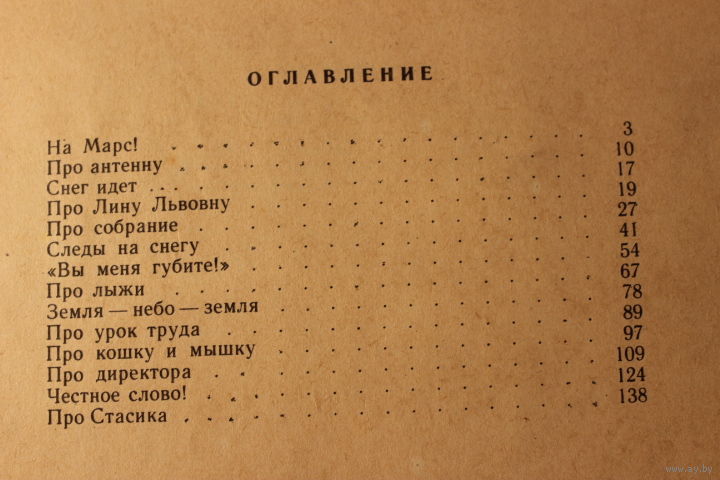 ОГЛАВЛЕНИЕ
На Марс! . . . . . . . . . . . . 3
Про антенну . . . . . . . . . . . 10
Снег идет . . . . . . . . . . . . 17
Про Лину Львовну . . . . . . . . . 19
Про собрание . . . . . . . . . . . 27
Следы на снегу . . . . . . . . . . 41
«Вы меня губите!» . . . . . . . . . 54
Про лыжи . . . . . . . . . . . . 67
Земля — небо — земля . . . . . . . . 78
Про урок труда . . . . . . . . . . 89
Про кошку и мышку . . . . . . . . . 97
Про директора . . . . . . . . . . . 109
Честное слово! . . . . . . . . . . 124
Про Стасика . . . . . . . . . . . 138
www.ay.by